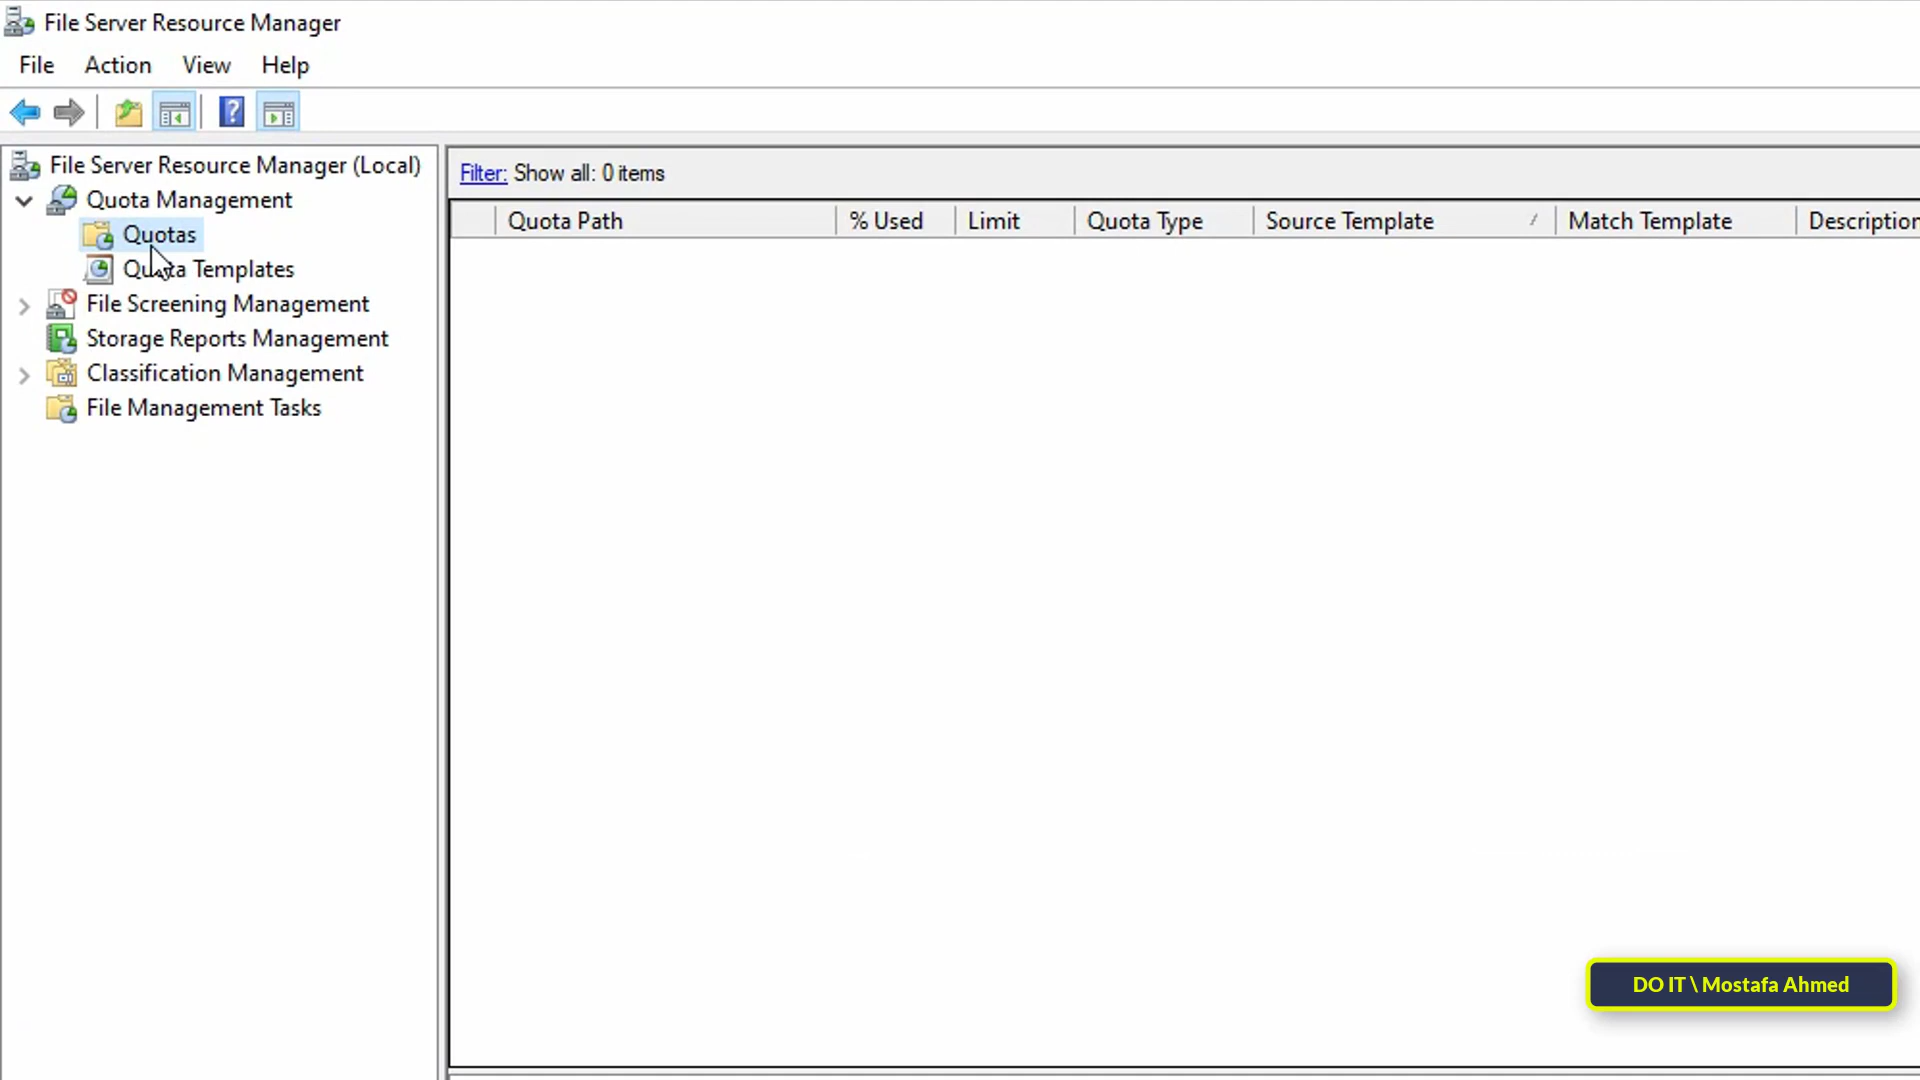 File Server Resource Manager
File Action View Help
File Server Resource Manager (Local)
Quota Management
Quotas
Quota Templates
File Screening Management
Storage Reports Management
Classification Management
File Management Tasks
Filter: Show all: 0 items
Quota Path % Used Limit Quota Type Source Template Match Template Description
DO IT \ Mostafa Ahmed